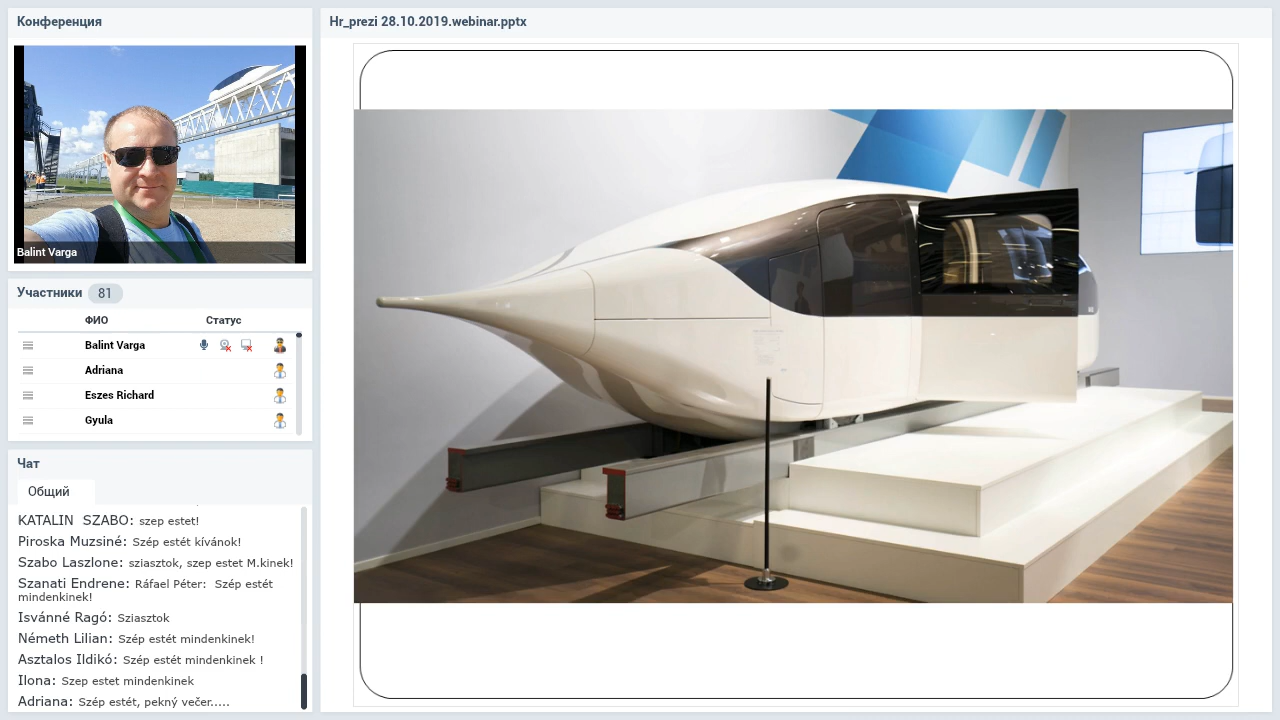 Конференция
Balint Varga
Участники 81
ФИО Статус
Balint Varga
Adriana
Eszes Richard
Gyula
Чат
Общий
KATALIN SZABO: szep estet!
Piroska Muzsiné: Szép estét kívánok!
Szabo Laszlone: sziasztok, szep estet M.kinek!
Szanati Endrene: Ráfael Péter: Szép estét
mindenkinek!
Isvánné Ragó: Sziasztok
Németh Lilian: Szép estét mindenkinek!
Asztalos Ildikó: Szép estét mindenkinek !
Ilona: Szep estet mindenkinek
Adriana: Szép estét, pekný večer.....
Hr_prezi 28.10.2019.webinar.pptx